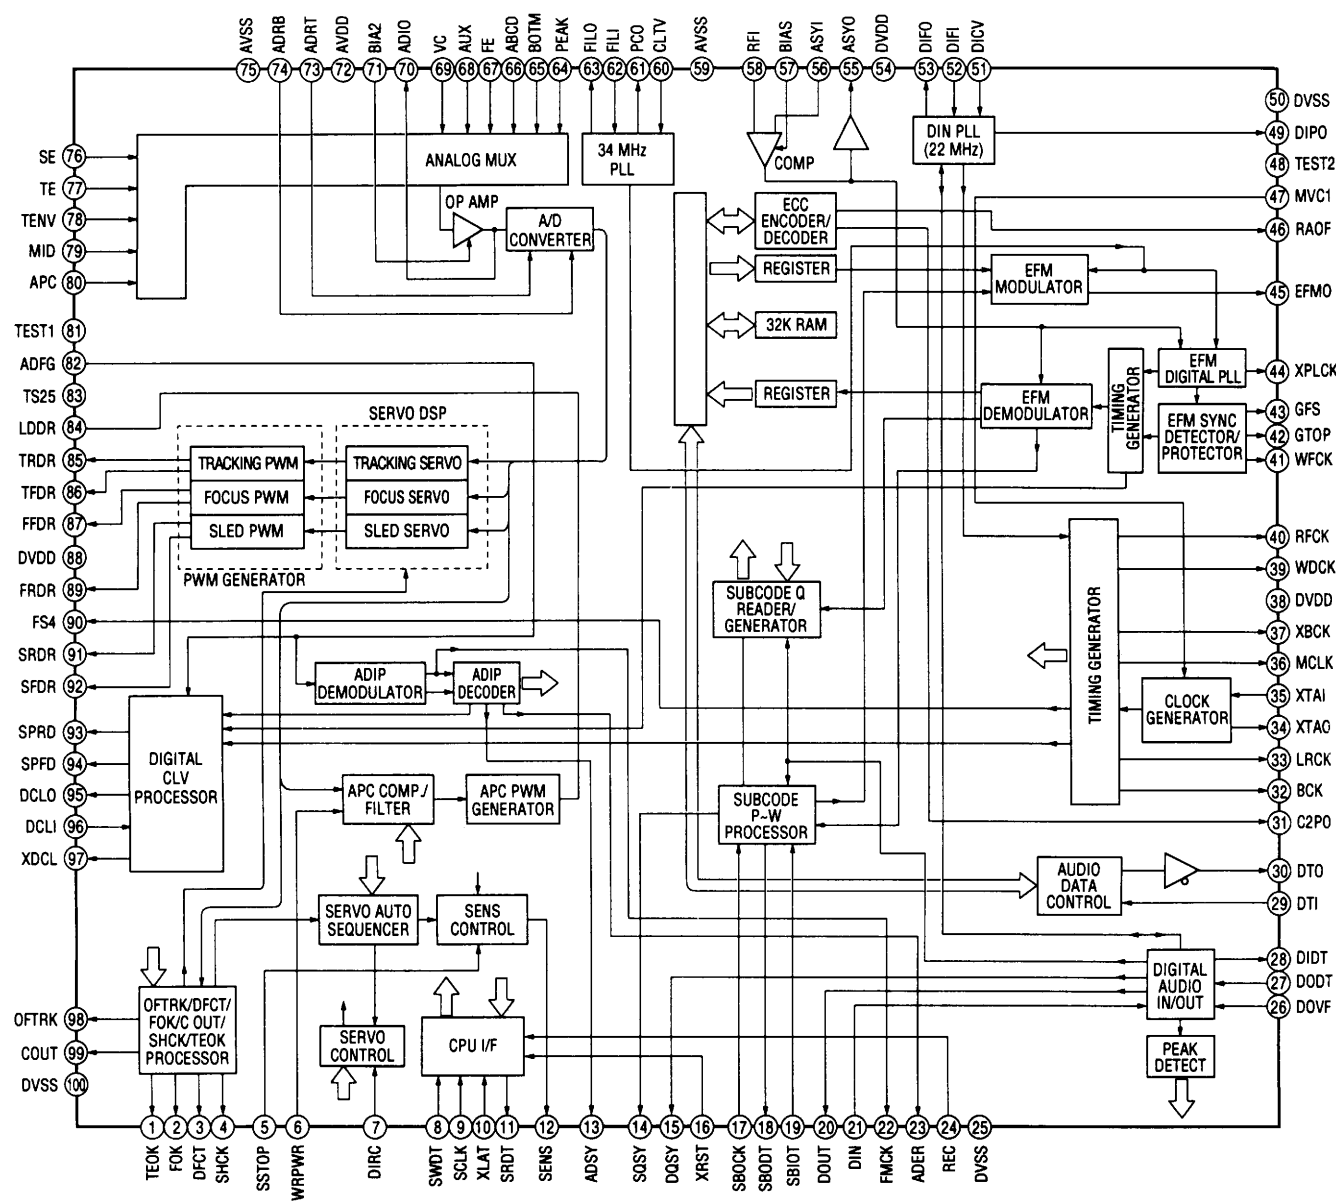 AVSS ADRB ADRT AVDD BIA2 ADIO VC AUX FE ABCD BOTM PEAK FILO FILI PCO CLTV AVSS RFI BIAS ASYI ASYO DVDD DIFO DIFI DICV
75 74 73 72 71 70 69 68 67 66 65 64 63 62 61 60 59 58 57 56 55 54 53 52 51
50 DVSS
49 DIPO
48 TEST2
47 MVC1
46 RAOF
45 EFMO
44 XPLCK
43 GFS
42 GTOP
41 WFCK
40 RFCK
39 WDCK
38 DVDD
37 XBCK
36 MCLK
35 XTAI
34 XTAO
33 LRCK
32 BCK
31 C2PO
30 DTO
29 DTI
28 DIDT
27 DODT
26 DOVF
SE 76
TE 77
TENV 78
MID 79
APC 80
TEST1 81
ADFG 82
TS25 83
LDDR 84
TRDR 85
TFDR 86
FFDR 87
DVDD 88
FRDR 89
FS4 90
SRDR 91
SFDR 92
SPRD 93
SPFD 94
DCLO 95
DCLI 96
XDCL 97
OFTRK 98
COUT 99
DVSS 100
ANALOG MUX
34 MHz
PLL
COMP
DIN PLL
(22 MHz)
OP AMP
A/D
CONVERTER
ECC
ENCODER/
DECODER
REGISTER
32K RAM
REGISTER
EFM
MODULATOR
EFM
DEMODULATOR
TIMING
GENERATOR
EFM
DIGITAL PLL
EFM SYNC
DETECTOR/
PROTECTOR
SERVO DSP
TRACKING PWM
FOCUS PWM
SLED PWM
PWM GENERATOR
TRACKING SERVO
FOCUS SERVO
SLED SERVO
SUBCODE Q
READER/
GENERATOR
TIMING GENERATOR
CLOCK
GENERATOR
ADIP
DEMODULATOR
ADIP
DECODER
DIGITAL
CLV
PROCESSOR
APC COMP./
FILTER
APC PWM
GENERATOR
SUBCODE
P~W
PROCESSOR
AUDIO
DATA
CONTROL
SERVO AUTO
SEQUENCER
SENS
CONTROL
DIGITAL
AUDIO
IN/OUT
OFTRK/DFCT/
FOK/C OUT/
SHCK/TEOK
PROCESSOR
SERVO
CONTROL
CPU I/F
PEAK
DETECT
1 2 3 4 5 6 7 8 9 10 11 12 13 14 15 16 17 18 19 20 21 22 23 24 25
TEOK FOK DFCT SHCK SSTOP WRPWR DIRC SWDT SCLK XLAT SRDT SENS ADSY SQSY DQSY XRST SBOCK SBODT SBIOT DOUT DIN FMCK ADER REC DVSS